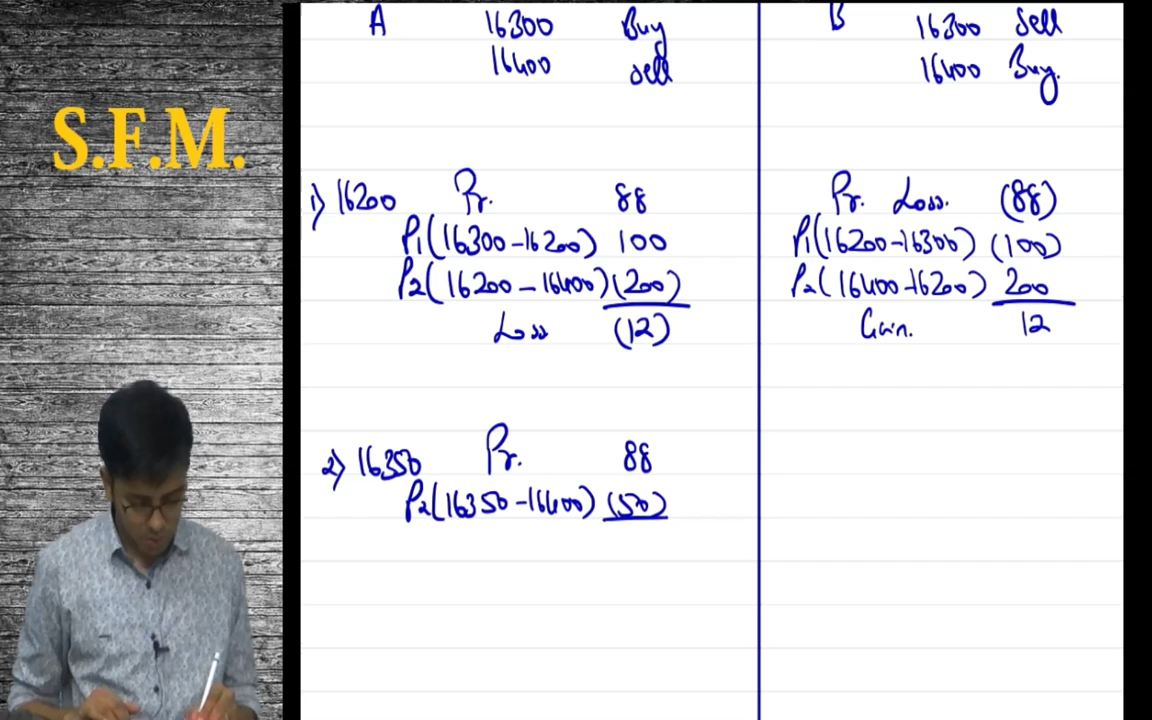 S.F.M.
A 16300 Buy
16400 Sell
1) 16200 Pr. 88
P1(16300-16200) 100
P2(16200-16400) (200)
Loss (12)
2) 16350 Pr. 88
P2(16350-16400) (50)
B 16300 Sell
16400 Buy.
Pr. Loss. (88)
P1(16200-16300) (100)
P2(16400-16200) 200
Gain. 12